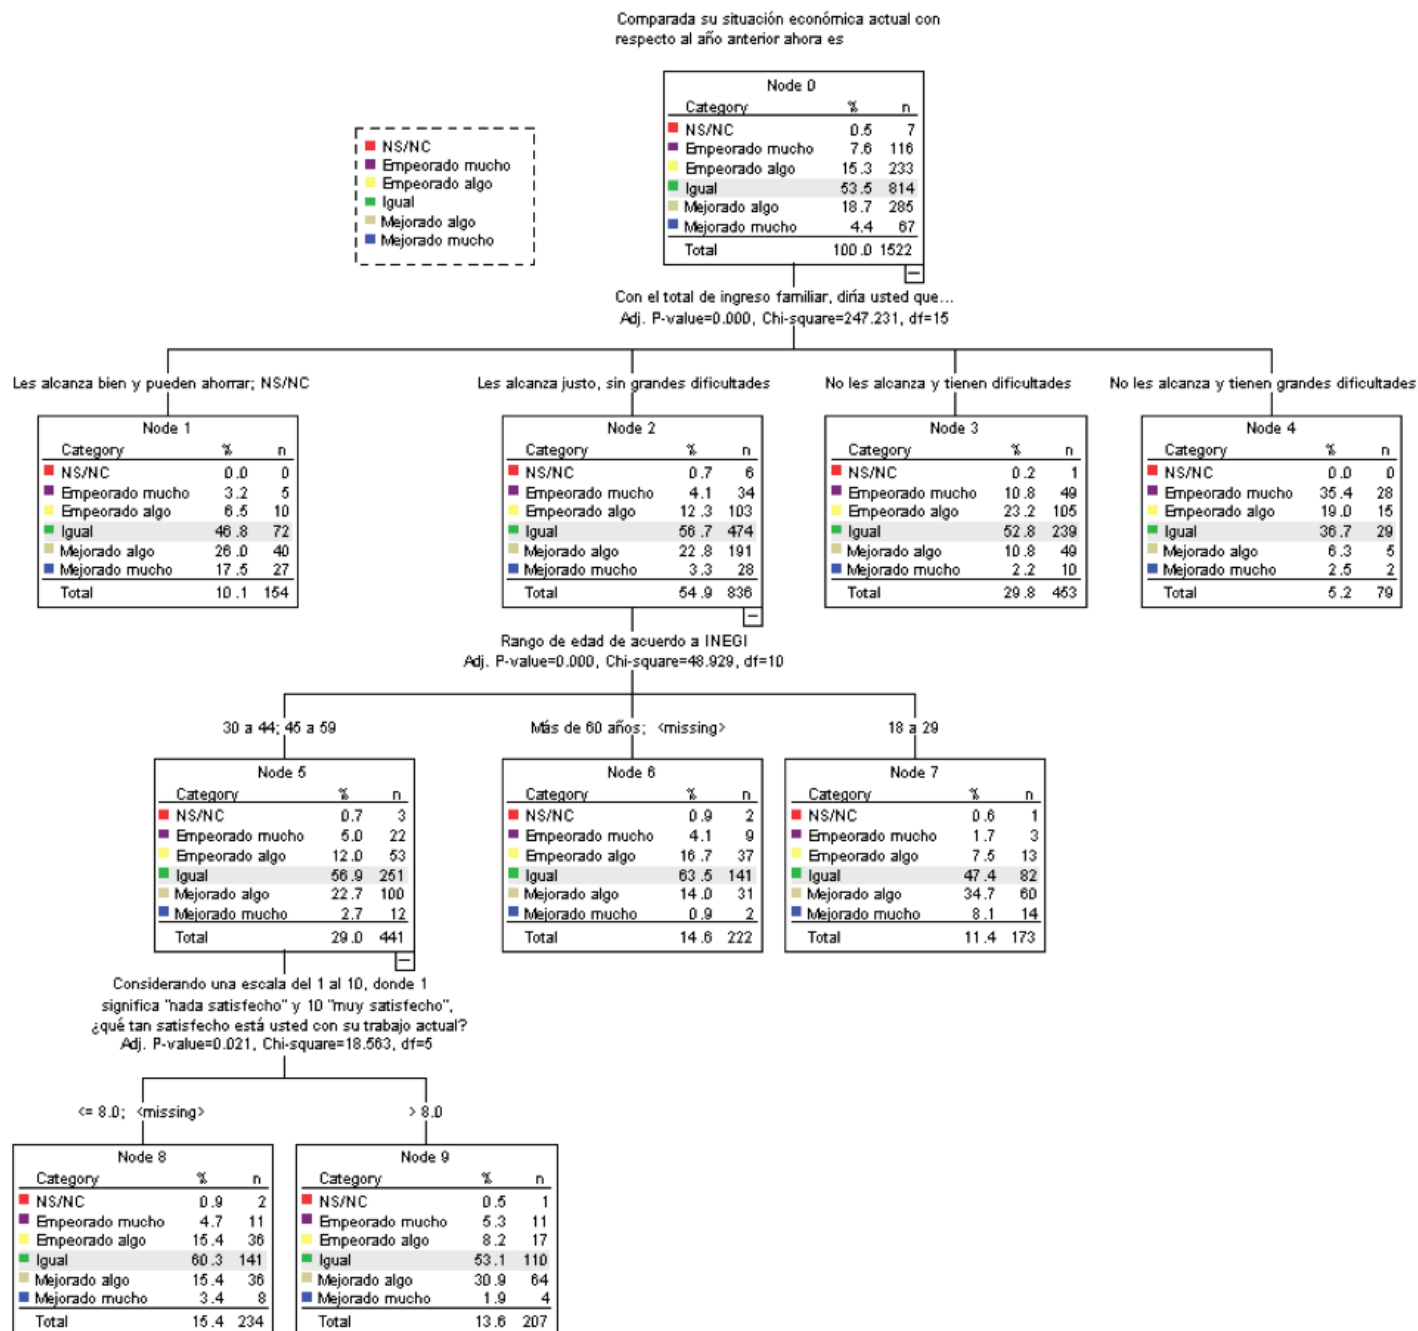 Comparada su situación económica actual con
respecto al año anterior ahora es
Node 0
Category % n
NS/NC 0.5 7
Empeorado mucho 7.6 116
Empeorado algo 15.3 233
Igual 53.5 814
Mejorado algo 18.7 285
Mejorado mucho 4.4 67
Total 100.0 1522
NS/NC
Empeorado mucho
Empeorado algo
Igual
Mejorado algo
Mejorado mucho
Con el total de ingreso familiar, diría usted que...
Adj. P-value=0.000, Chi-square=247.231, df=15
Les alcanza bien y pueden ahorrar; NS/NC
Les alcanza justo, sin grandes dificultades
No les alcanza y tienen dificultades
No les alcanza y tienen grandes dificultades
Node 1
Category % n
NS/NC 0.0 0
Empeorado mucho 3.2 5
Empeorado algo 6.5 10
Igual 46.8 72
Mejorado algo 26.0 40
Mejorado mucho 17.5 27
Total 10.1 154
Node 2
Category % n
NS/NC 0.7 6
Empeorado mucho 4.1 34
Empeorado algo 12.3 103
Igual 56.7 474
Mejorado algo 22.8 191
Mejorado mucho 3.3 28
Total 54.9 836
Node 3
Category % n
NS/NC 0.2 1
Empeorado mucho 10.8 49
Empeorado algo 23.2 105
Igual 52.8 239
Mejorado algo 10.8 49
Mejorado mucho 2.2 10
Total 29.8 453
Node 4
Category % n
NS/NC 0.0 0
Empeorado mucho 35.4 28
Empeorado algo 19.0 15
Igual 36.7 29
Mejorado algo 6.3 5
Mejorado mucho 2.5 2
Total 5.2 79
Rango de edad de acuerdo a INEGI
Adj. P-value=0.000, Chi-square=48.929, df=10
30 a 44; 45 a 59
Más de 60 años; <missing>
18 a 29
Node 5
Category % n
NS/NC 0.7 3
Empeorado mucho 5.0 22
Empeorado algo 12.0 53
Igual 56.9 251
Mejorado algo 22.7 100
Mejorado mucho 2.7 12
Total 29.0 441
Node 6
Category % n
NS/NC 0.9 2
Empeorado mucho 4.1 9
Empeorado algo 16.7 37
Igual 63.5 141
Mejorado algo 14.0 31
Mejorado mucho 0.9 2
Total 14.6 222
Node 7
Category % n
NS/NC 0.6 1
Empeorado mucho 1.7 3
Empeorado algo 7.5 13
Igual 47.4 82
Mejorado algo 34.7 60
Mejorado mucho 8.1 14
Total 11.4 173
Considerando una escala del 1 al 10, donde 1
significa "nada satisfecho" y 10 "muy satisfecho",
¿qué tan satisfecho está usted con su trabajo actual?
Adj. P-value=0.021, Chi-square=18.563, df=5
<= 8.0; <missing>
> 8.0
Node 8
Category % n
NS/NC 0.9 2
Empeorado mucho 4.7 11
Empeorado algo 15.4 36
Igual 60.3 141
Mejorado algo 15.4 36
Mejorado mucho 3.4 8
Total 15.4 234
Node 9
Category % n
NS/NC 0.5 1
Empeorado mucho 5.3 11
Empeorado algo 8.2 17
Igual 53.1 110
Mejorado algo 30.9 64
Mejorado mucho 1.9 4
Total 13.6 207